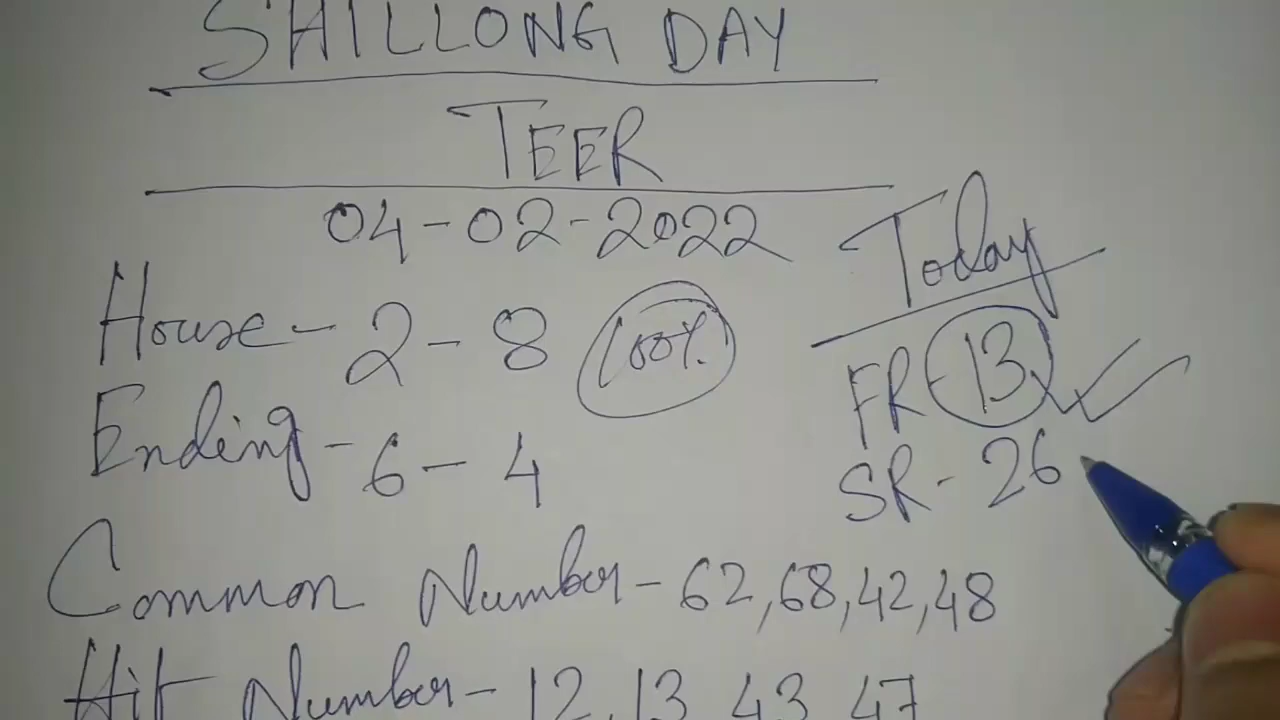 SHILLONG DAY
TEER
04-02-2022
Today
House - 2 - 8 100%
FR - 13
Ending - 6 - 4
SR - 26
Common Number - 62, 68, 42, 48
Hit Number - 12, 13, 43, 47